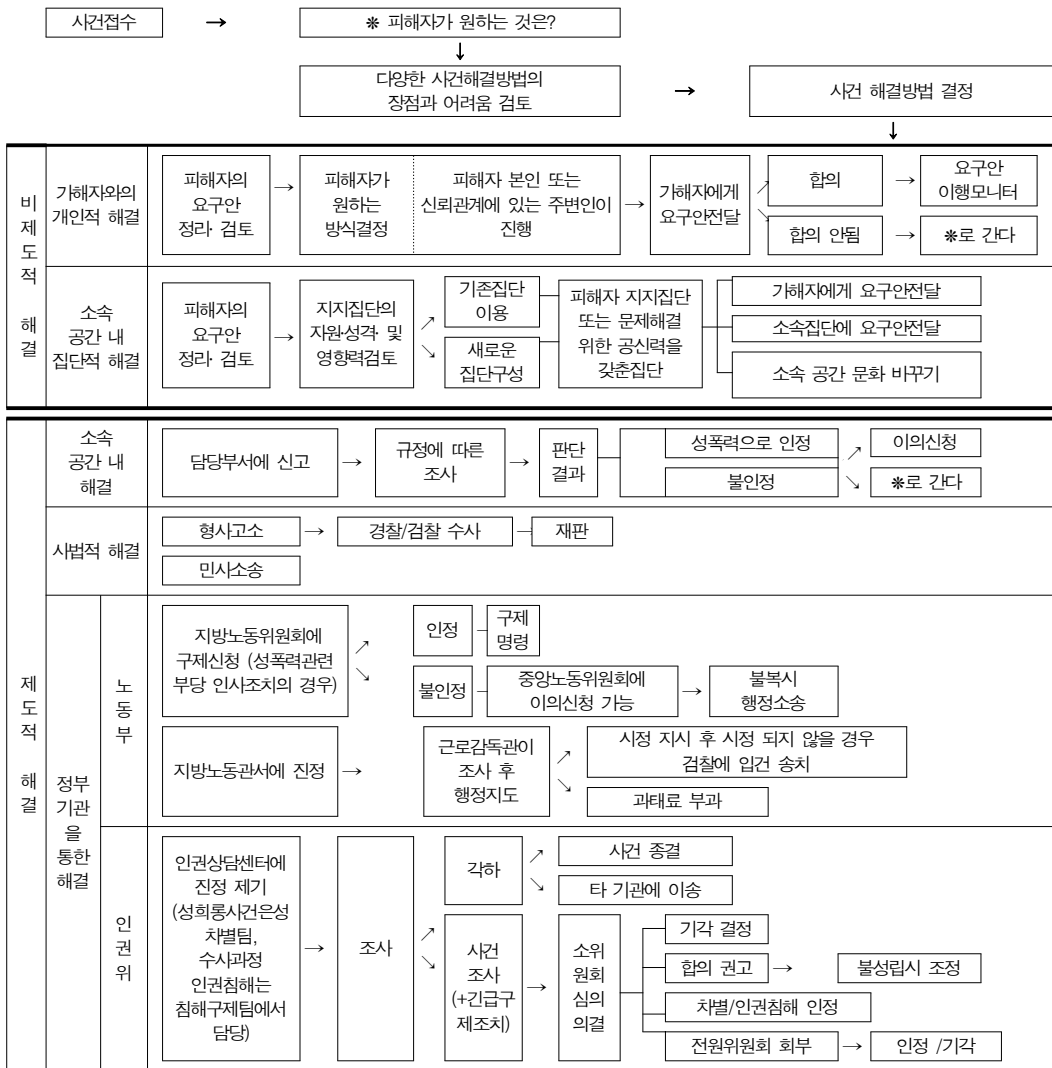 사건접수 → ❋ 피해자가 원하는 것은?
↓
다양한 사건해결방법의
장점과 어려움 검토
→
사건 해결방법 결정
↓
비제도적 해결
가해자와의
개인적 해결
피해자의
요구안
정리· 검토
→
피해자가
원하는
방식결정
피해자 본인 또는
신뢰관계에 있는 주변인이
진행
→
가해자에게
요구안전달
↗
합의
→
요구안
이행모니터
↘
합의 안됨
→
❋로 간다
소속
공간 내
집단적 해결
피해자의
요구안
정리· 검토
→
지지집단의
자원·성격· 및
영향력검토
↗
기존집단
이용
↘
새로운
집단구성
피해자 지지집단
또는 문제해결
위한 공신력을
갖춘집단
가해자에게 요구안전달
소속집단에 요구안전달
소속 공간 문화 바꾸기
제도적 해결
소속
공간 내
해결
담당부서에 신고
→
규정에 따른
조사
→
판단
결과
성폭력으로 인정
불인정
↗
이의신청
↘
❋로 간다
사법적 해결
형사고소 → 경찰/검찰 수사 재판
민사소송
정부
기관
을
통한
해결
노동부
지방노동위원회에
구제신청 (성폭력관련
부당 인사조치의 경우)
↗
인정
구제
명령
↘
불인정
중앙노동위원회에
이의신청 가능
→
불복시
행정소송
지방노동관서에 진정
→
근로감독관이
조사 후
행정지도
↗
시정 지시 후 시정 되지 않을 경우
검찰에 입건 송치
↘
과태료 부과
인권위
인권상담센터에
진정 제기
(성희롱사건은성
차별팀,
수사과정
인권침해는
침해구제팀에서
담당)
→
조사
↗
각하
↗
사건 종결
↘
타 기관에 이송
↘
사건
조사
(+긴급구
제조치)
→
소위
원회
심의
의결
기각 결정
합의 권고 → 불성립시 조정
차별/인권침해 인정
전원위원회 회부 → 인정 /기각